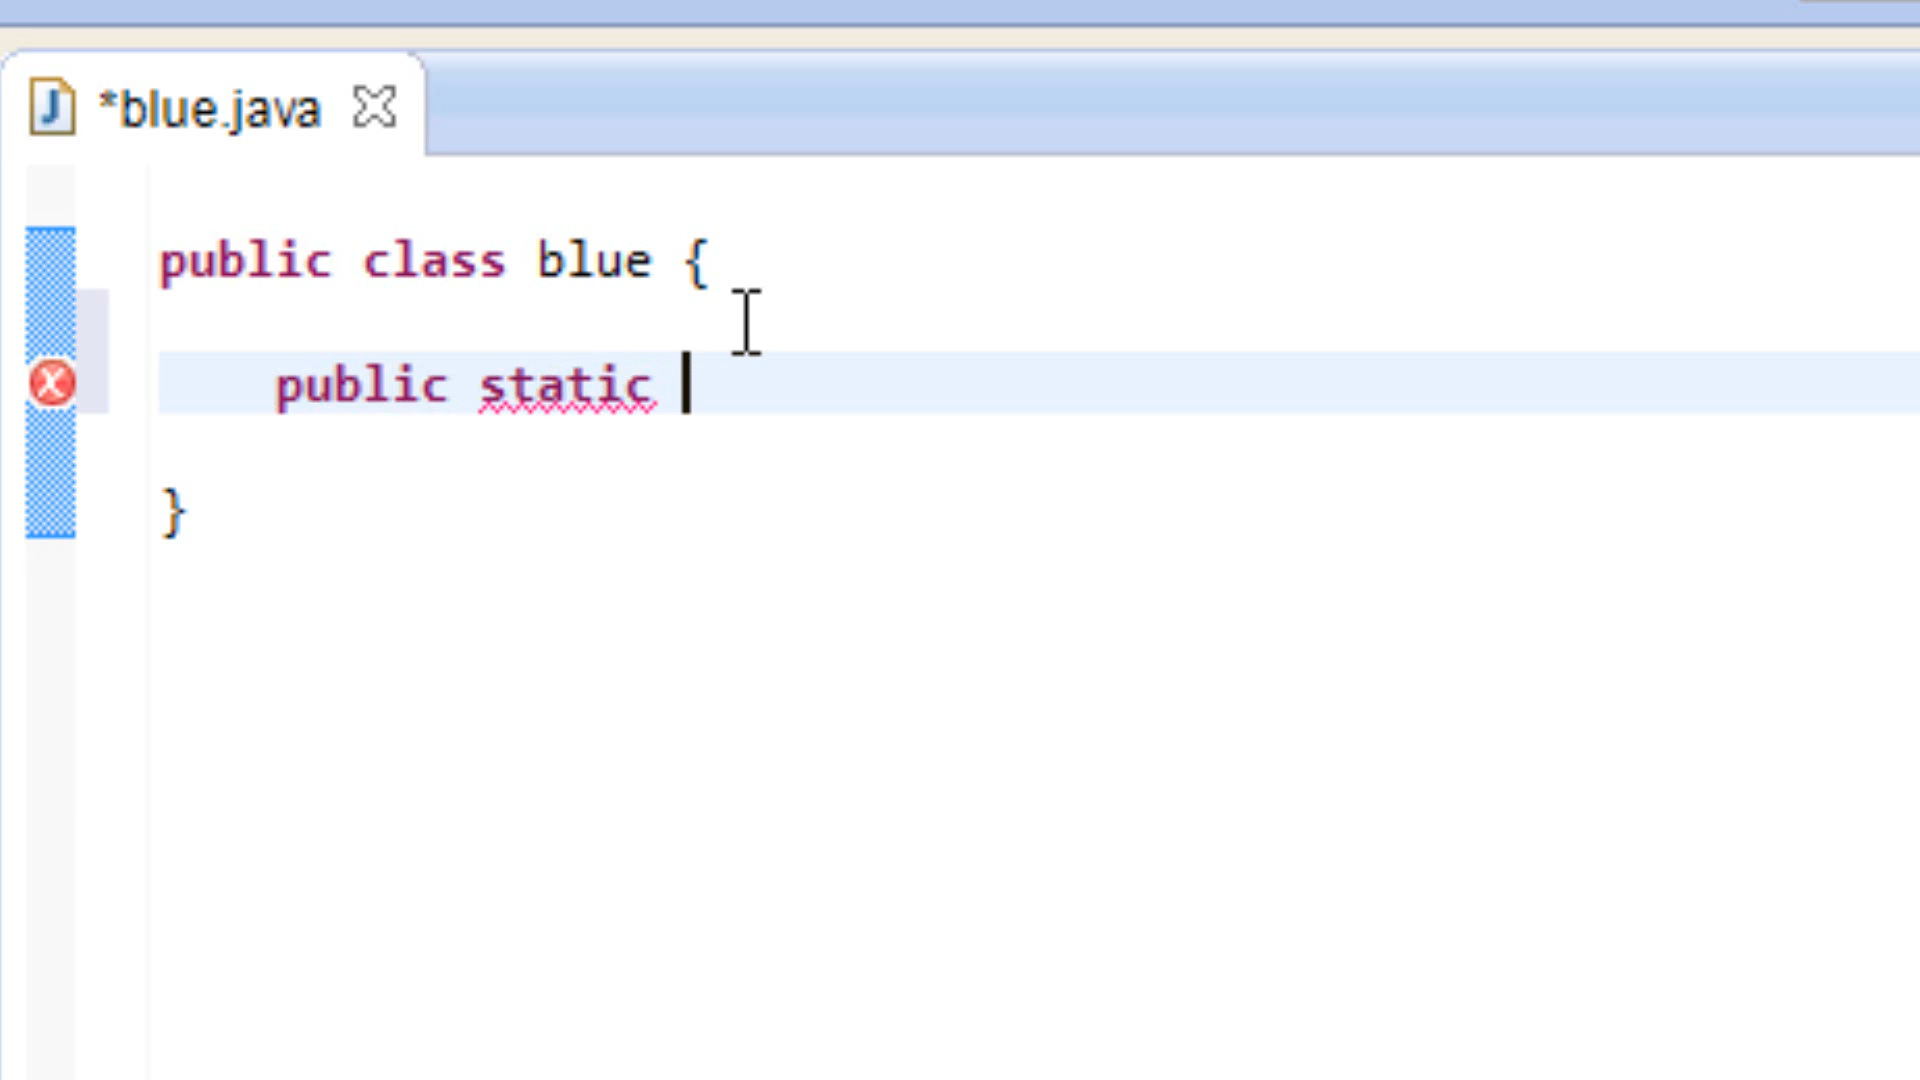 *blue.java
public class blue {
public static
}